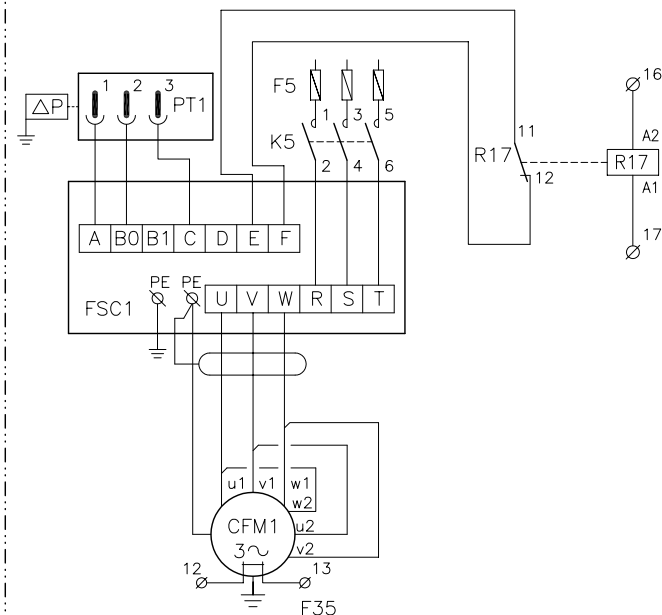 16
1 2 3
F5
PT1
△P
1 3 5
K5
11
A2
R17
R17
2 4 6
12
A1
17
A B0 B1 C D E F
PE PE
U V W R S T
FSC1
u1 v1 w1
w2
CFM1
u2
3~
v2
12
13
F35